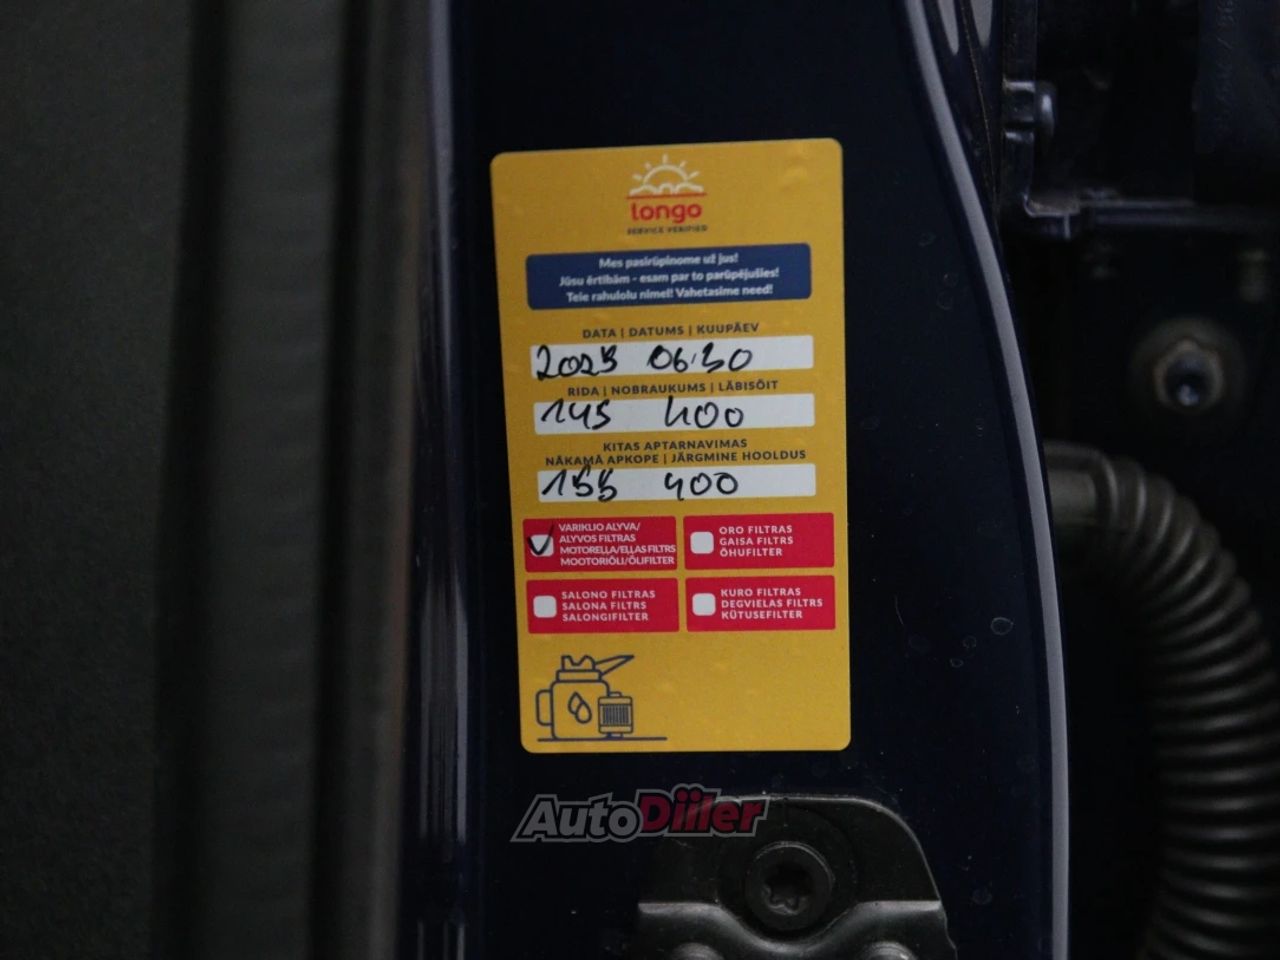 longo
SERVICE VERIFIED
Mes pasirūpinome už jus!
Jūsu ērtībām - esam par to parūpējušies!
Teie rahulolu nimel! Vahetasime need!
DATA | DATUMS | KUUPÄEV
2023 06.30
RIDA | NOBRAUKUMS | LÄBISÕIT
145 400
KITAS APTARNAVIMAS
NĀKAMĀ APKOPE | JÄRGMINE HOOLDUS
155 400
VARIKLIO ALYVA/
ALYVOS FILTRAS
MOTOREĻĻA/EĻĻAS FILTRS
MOOTORIÕLI/ÕLIFILTER
ORO FILTRAS
GAISA FILTRS
ÕHUFILTER
SALONO FILTRAS
SALONA FILTRS
SALONGIFILTER
KURO FILTRAS
DEGVIELAS FILTRS
KÜTUSEFILTER
AutoDiiler